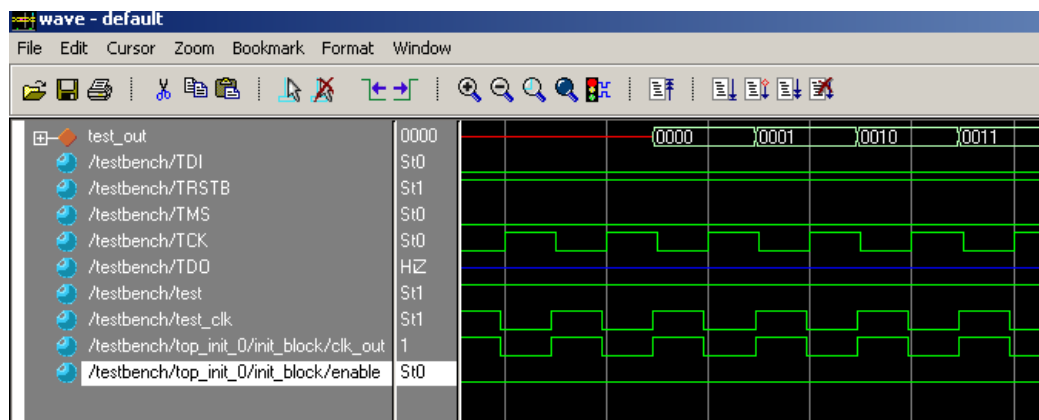 wave - default
File Edit Cursor Zoom Bookmark Format Window
test_out 0000 0000 0001 0010 0011
/testbench/TDI St0
/testbench/TRSTB St1
/testbench/TMS St0
/testbench/TCK St0
/testbench/TDO HiZ
/testbench/test St1
/testbench/test_clk St1
/testbench/top_init_0/init_block/clk_out 1
/testbench/top_init_0/init_block/enable St0